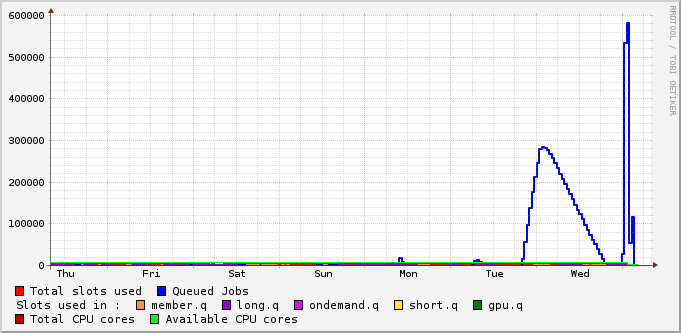 600000
500000
400000
300000
200000
100000
0
Thu Fri Sat Sun Mon Tue Wed
RRDTOOL / TOBI OETIKER
Total slots used Queued Jobs
Slots used in : member.q long.q ondemand.q short.q gpu.q
Total CPU cores Available CPU cores